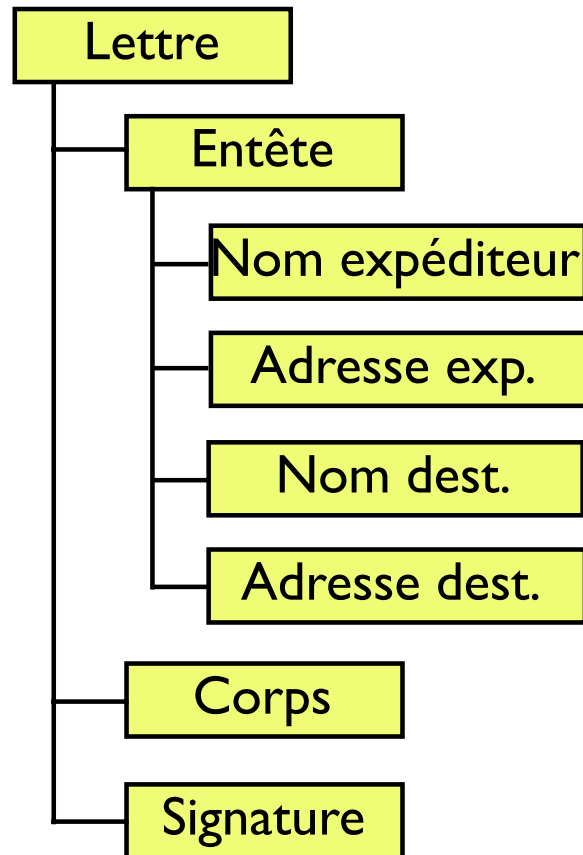 Lettre
Entête
Nom expéditeur
Adresse exp.
Nom dest.
Adresse dest.
Corps
Signature